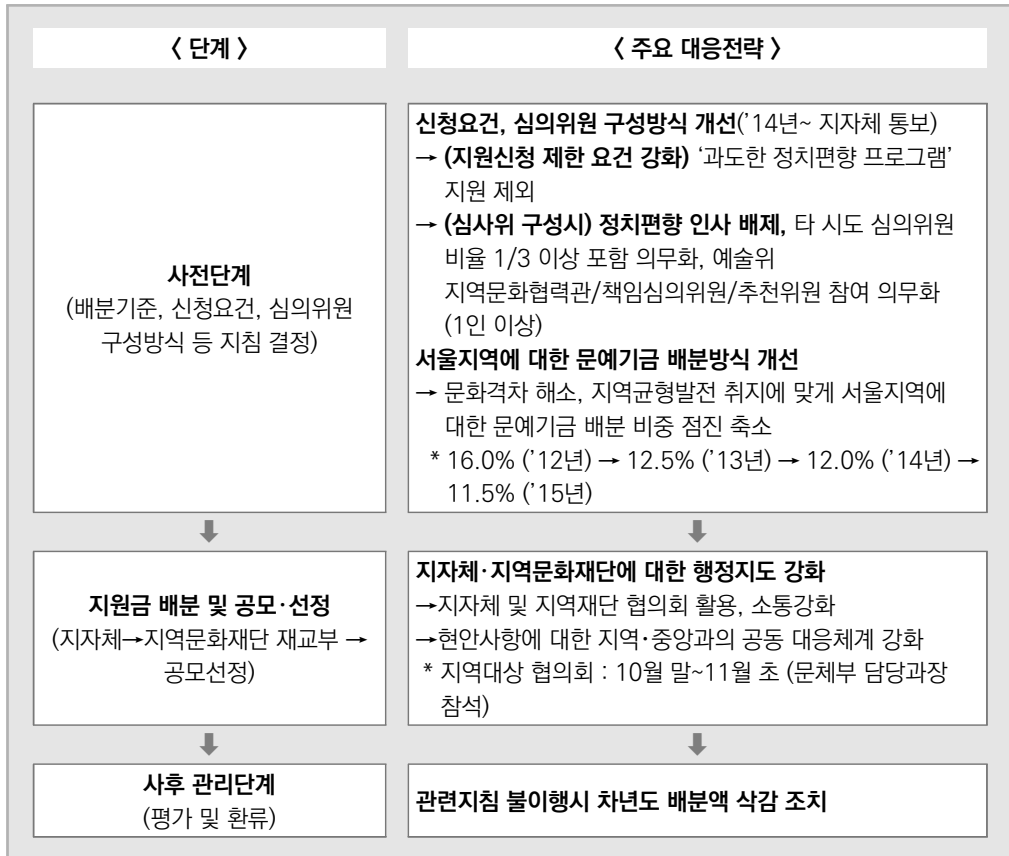 〈 단계 〉
〈 주요 대응전략 〉
사전단계
(배분기준, 신청요건, 심의위원
구성방식 등 지침 결정)
신청요건, 심의위원 구성방식 개선(’14년~ 지자체 통보)
→ (지원신청 제한 요건 강화) ‘과도한 정치편향 프로그램’
지원 제외
→ (심사위 구성시) 정치편향 인사 배제, 타 시도 심의위원
비율 1/3 이상 포함 의무화, 예술위
지역문화협력관/책임심의위원/추천위원 참여 의무화
(1인 이상)
서울지역에 대한 문예기금 배분방식 개선
→ 문화격차 해소, 지역균형발전 취지에 맞게 서울지역에
대한 문예기금 배분 비중 점진 축소
* 16.0% (’12년) → 12.5% (’13년) → 12.0% (’14년) →
11.5% (’15년)
지원금 배분 및 공모·선정
(지자체→지역문화재단 재교부 →
공모선정)
지자체·지역문화재단에 대한 행정지도 강화
→지자체 및 지역재단 협의회 활용, 소통강화
→현안사항에 대한 지역·중앙과의 공동 대응체계 강화
* 지역대상 협의회 : 10월 말~11월 초 (문체부 담당과장
참석)
사후 관리단계
(평가 및 환류)
관련지침 불이행시 차년도 배분액 삭감 조치